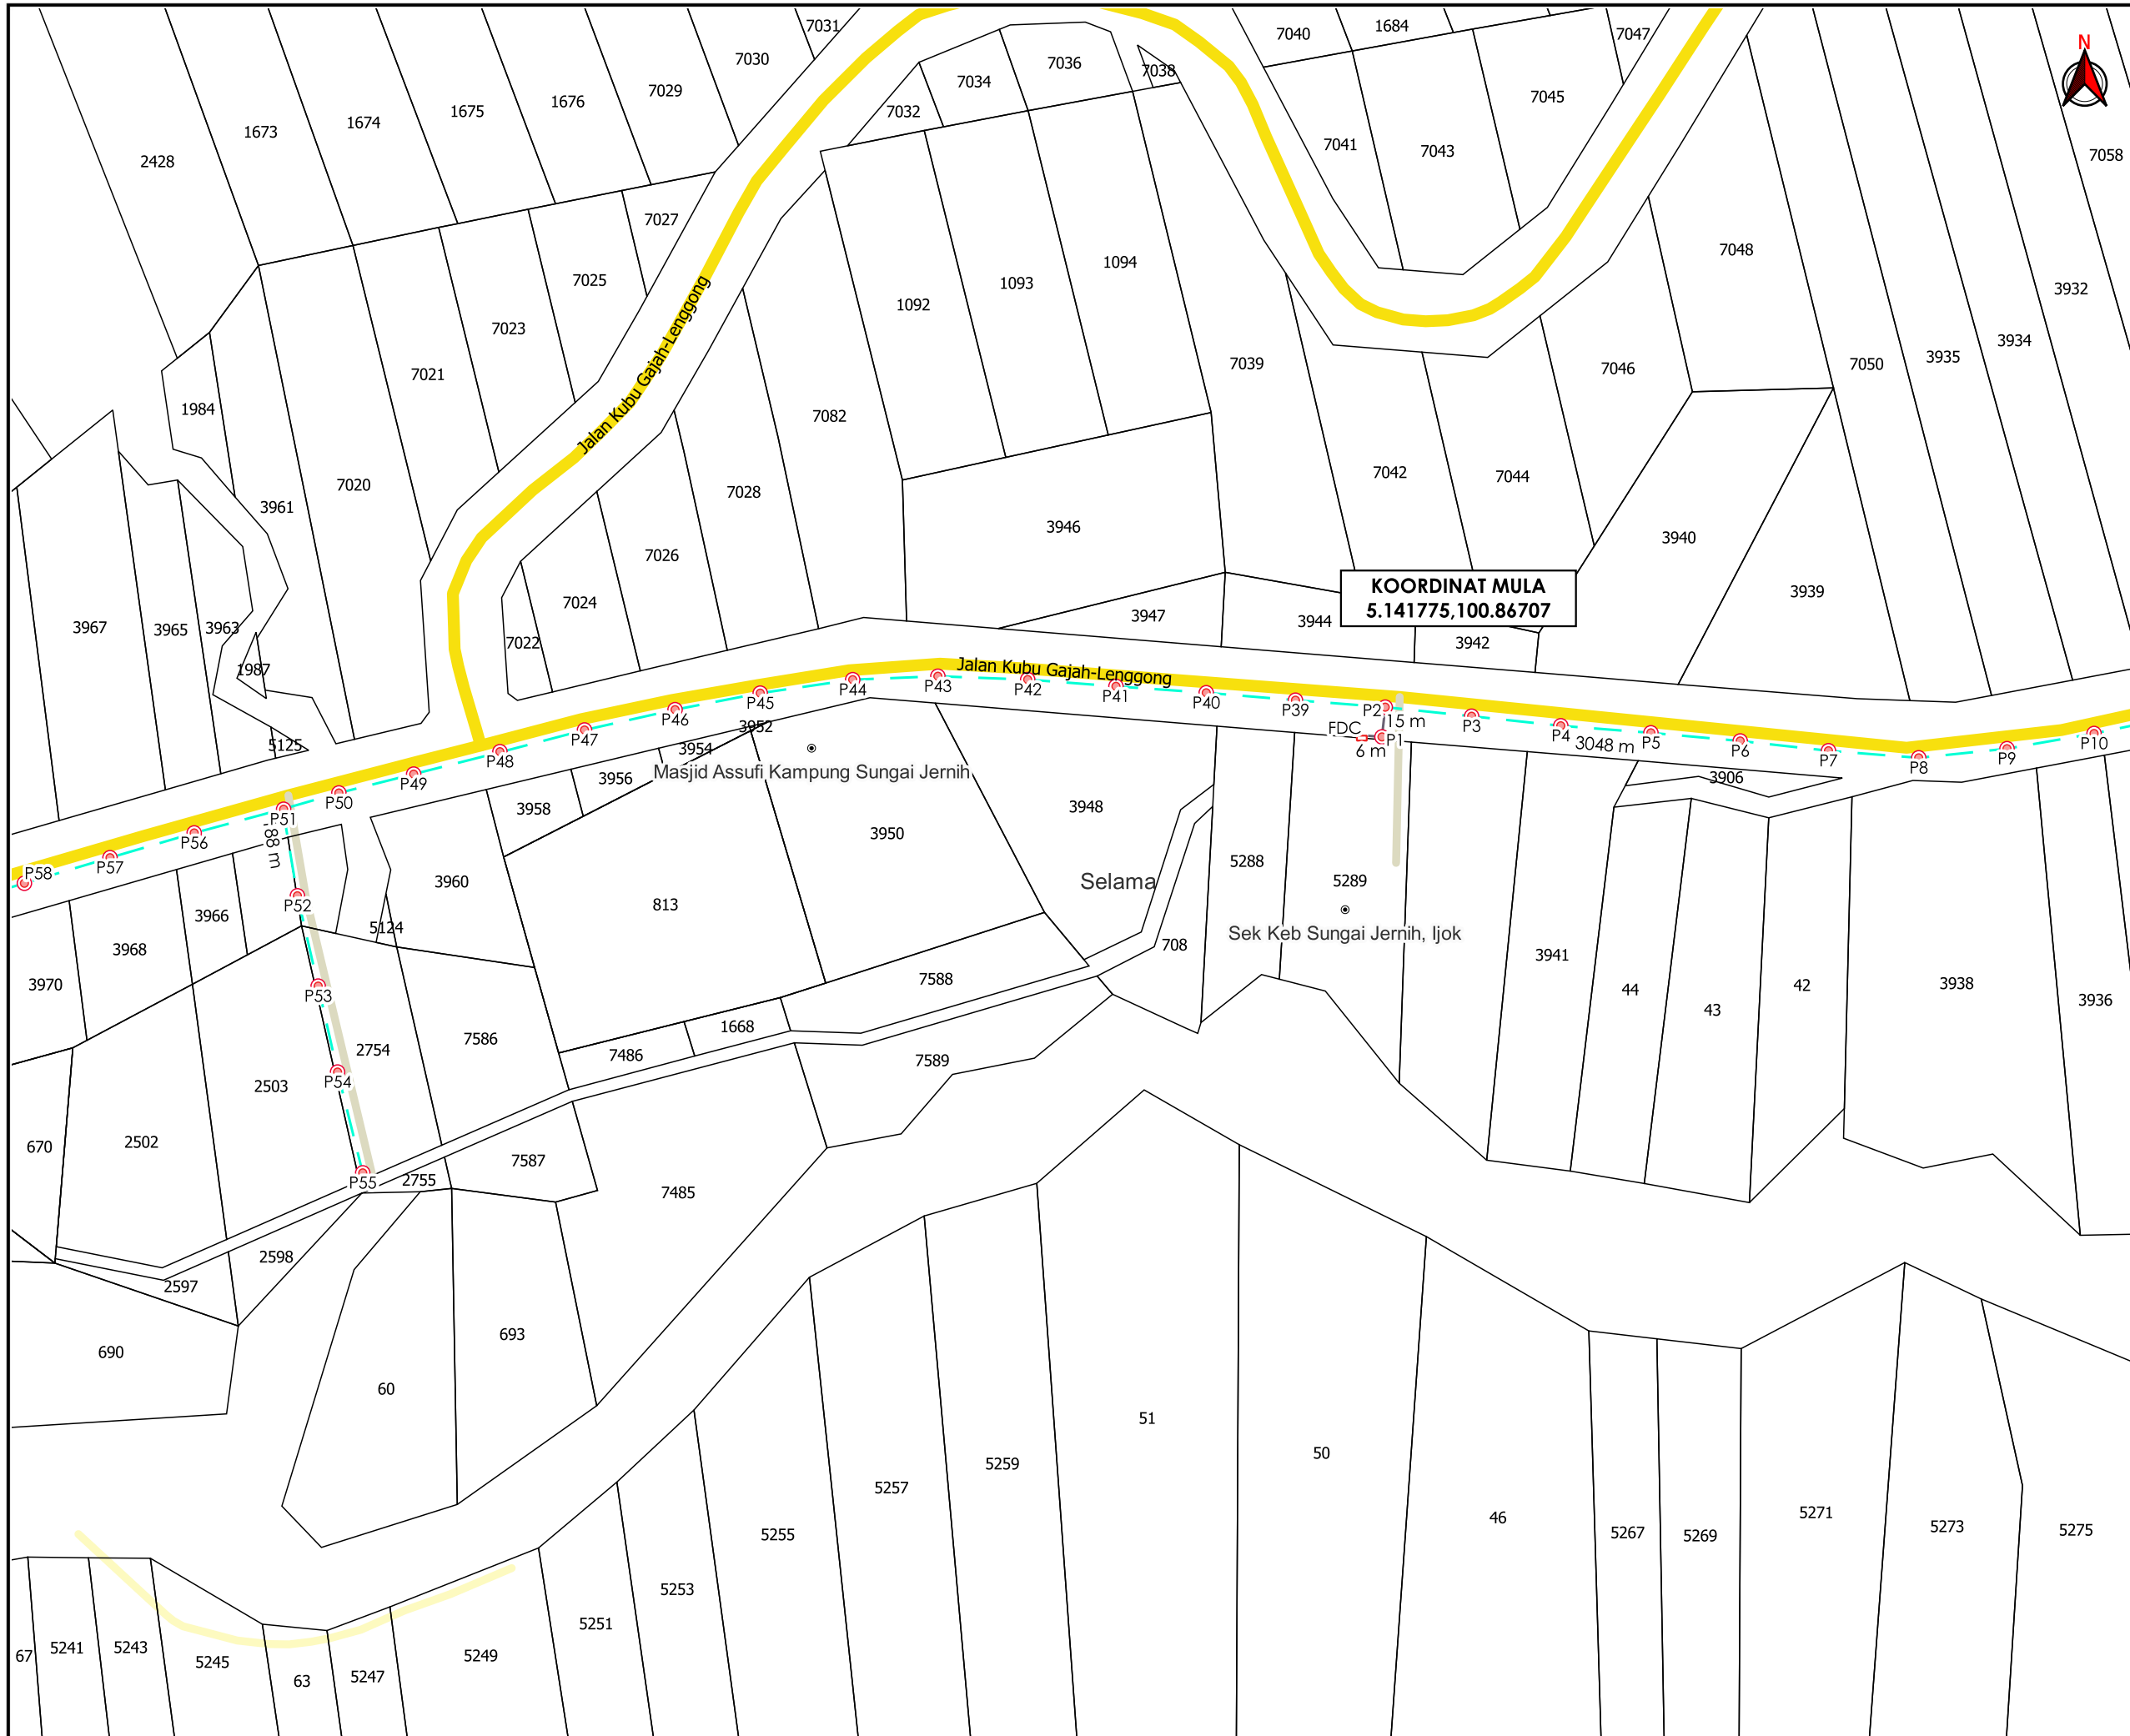 7031
7040
1684
7047
N
7030
7036
7038
7034
7029
7045
1676
1675
1674
1673
7032
7041
7043
7058
2428
7027
7048
1094
7025
1093
3932
1092
7023
3934
3935
7039
7050
7046
7021
Jalan Kubu Gajah-Lenggong
1984
7082
7042
7044
7020
7028
3961
3946
3940
7026
KOORDINAT MULA
5.141775,100.86707
3939
7024
3947
3944
3967
3965
3963
7022
3942
1987
Jalan Kubu Gajah-Lenggong
P44
P43
P42
P41
P40
P39
P2
P45
P46
3952
15 m
P3
P4
P5
P6
P7
P8
P9
P10
FDC
P1
6 m
3048 m
P47
5125
3954
P48
Masjid Assufi Kampung Sungai Jernih
3956
3906
P49
P50
3958
3948
P51
3950
P56
88 m
P57
P58
5288
5289
3960
Selama
813
P52
3966
5124
Sek Keb Sungai Jernih, Ijok
3968
708
3941
3970
7588
44
42
3938
3936
P53
43
1668
7586
2754
7486
7589
P54
2503
2502
670
7587
P55
2755
7485
2598
2597
693
690
60
51
50
5259
5257
46
5271
5273
5275
5255
5267
5269
5253
5251
67
5241
5243
5245
63
5247
5249